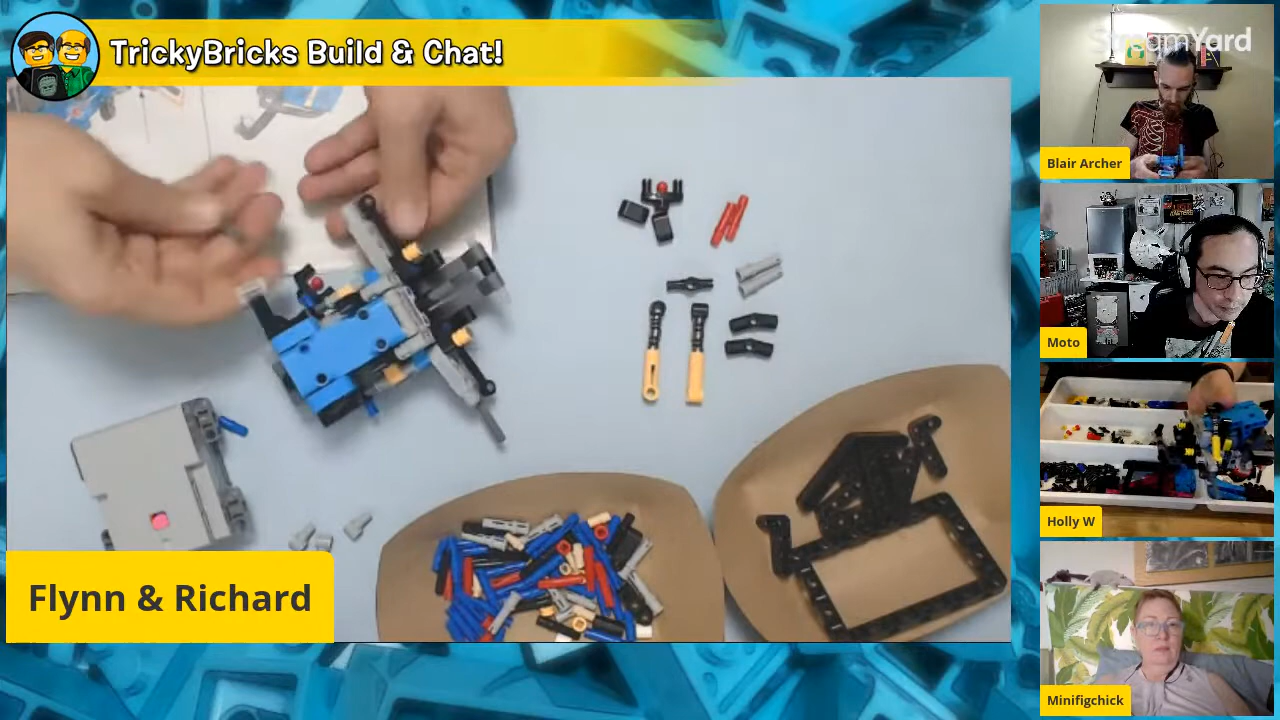 TrickyBricks Build & Chat!
StreamYard
Blair Archer
Moto
Holly W
Flynn & Richard
Minifigchick